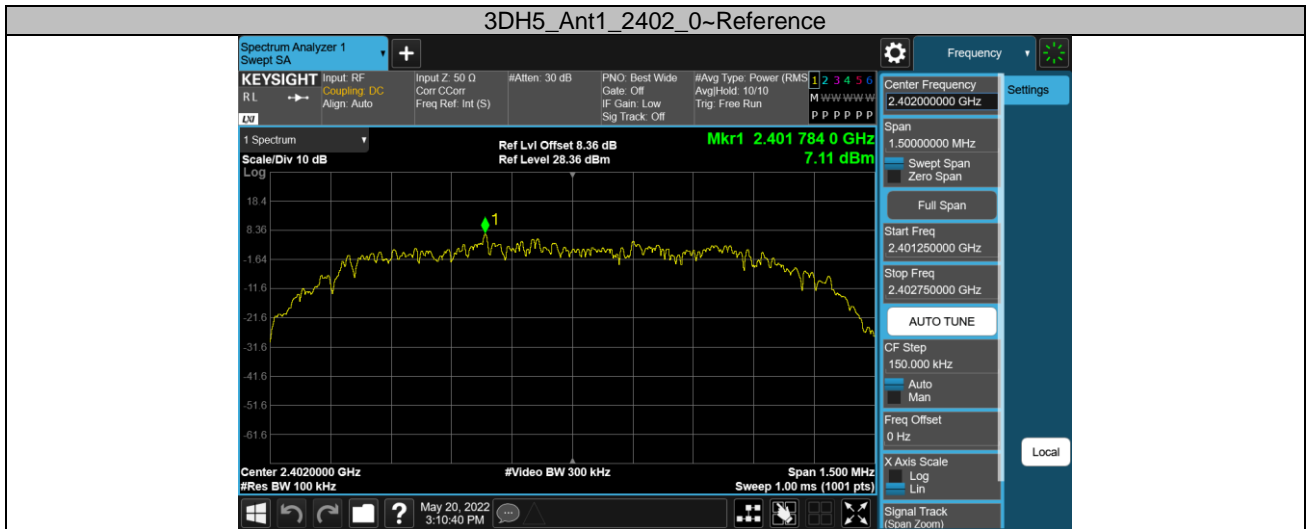 3DH5_Ant1_2402_0~Reference
Spectrum Analyzer 1
Swept SA
+
Frequency
KEYSIGHT
R L
LXI
Input: RF
Coupling: DC
Align: Auto
Input Z: 50 Ω
Corr CCorr
Freq Ref: Int (S)
#Atten: 30 dB
PNO: Best Wide
Gate: Off
IF Gain: Low
Sig Track: Off
#Avg Type: Power (RMS
Avg|Hold: 10/10
Trig: Free Run
1 2 3 4 5 6
M W W W W W
P P P P P P
1 Spectrum
Scale/Div 10 dB
Log
Ref Lvl Offset 8.36 dB
Ref Level 28.36 dBm
Mkr1 2.401 784 0 GHz
7.11 dBm
18.4
8.36
-1.64
-11.6
-21.6
-31.6
-41.6
-51.6
-61.6
1
Center 2.4020000 GHz
#Res BW 100 kHz
#Video BW 300 kHz
Span 1.500 MHz
Sweep 1.00 ms (1001 pts)
Center Frequency
2.402000000 GHz
Settings
Span
1.50000000 MHz
Swept Span
Zero Span
Full Span
Start Freq
2.401250000 GHz
Stop Freq
2.402750000 GHz
AUTO TUNE
CF Step
150.000 kHz
Auto
Man
Freq Offset
0 Hz
X Axis Scale
Log
Lin
Local
Signal Track
(Span Zoom)
?
May 20, 2022
3:10:40 PM